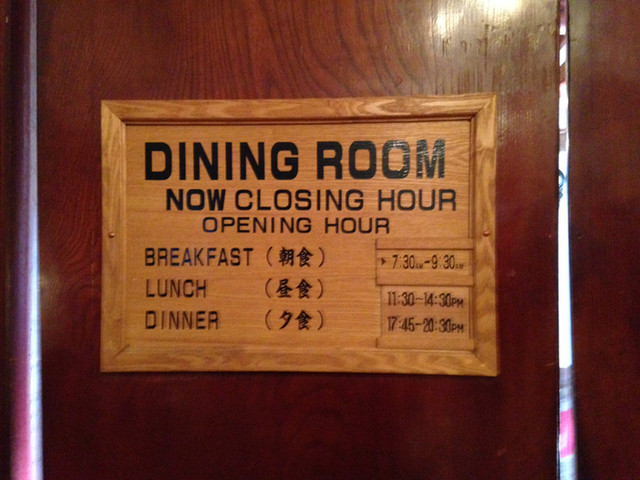 DINING ROOM
NOW CLOSING HOUR
OPENING HOUR
BREAKFAST (朝食) 7:30AM-9:30AM
LUNCH (昼食) 11:30-14:30PM
DINNER (夕食) 17:45-20:30PM